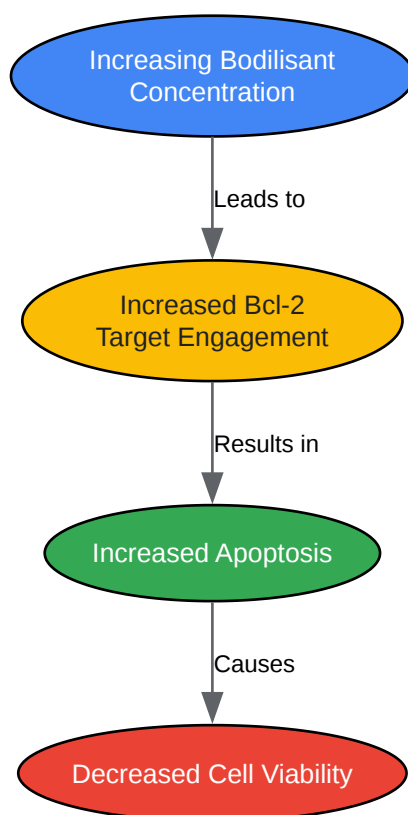 Increasing Bodilisant
Concentration
Leads to
Increased Bcl-2
Target Engagement
Results in
Increased Apoptosis
Causes
Decreased Cell Viability